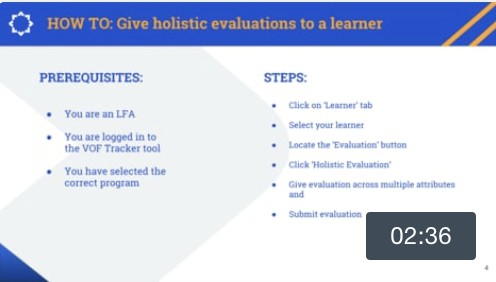 HOW TO: Give holistic evaluations to a learner
PREREQUISITES:
● You are an LFA
● You are logged in to
the VOF Tracker tool
● You have selected the
correct program
STEPS:
● Click on 'Learner' tab
● Select your learner
● Locate the 'Evaluation' button
● Click 'Holistic Evaluation'
● Give evaluation across multiple attributes
and
● Submit evaluation
02:36
4